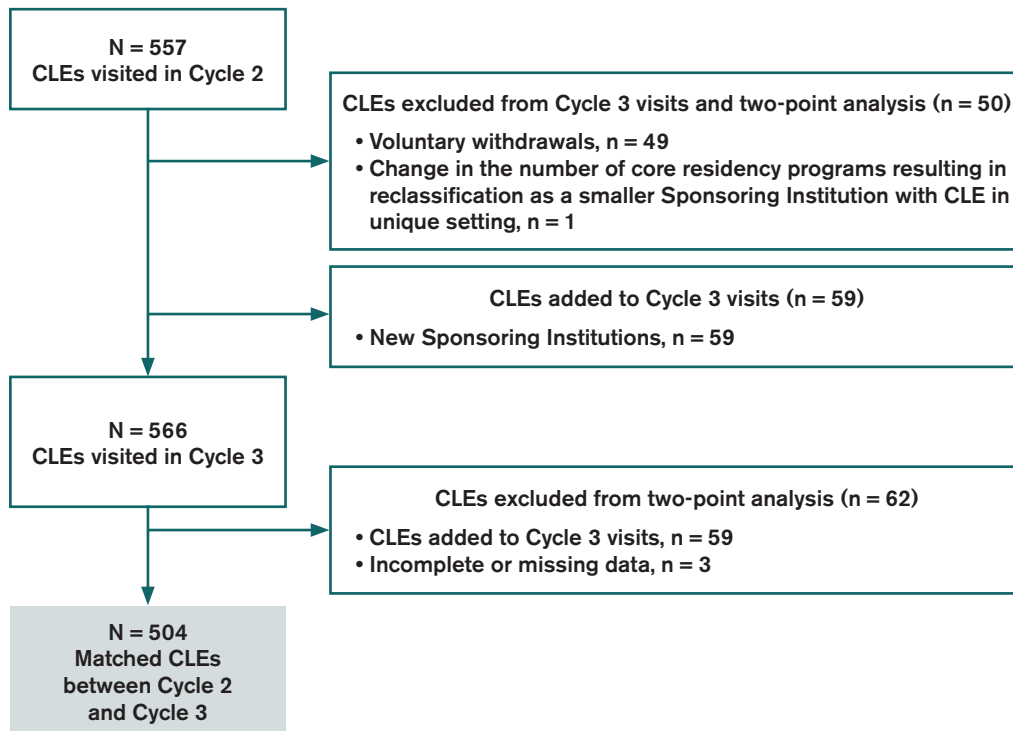 N = 557
CLEs visited in Cycle 2
CLEs excluded from Cycle 3 visits and two-point analysis (n = 50)
• Voluntary withdrawals, n = 49
• Change in the number of core residency programs resulting in
reclassification as a smaller Sponsoring Institution with CLE in
unique setting, n = 1
CLEs added to Cycle 3 visits (n = 59)
• New Sponsoring Institutions, n = 59
N = 566
CLEs visited in Cycle 3
CLEs excluded from two-point analysis (n = 62)
• CLEs added to Cycle 3 visits, n = 59
• Incomplete or missing data, n = 3
N = 504
Matched CLEs
between Cycle 2
and Cycle 3